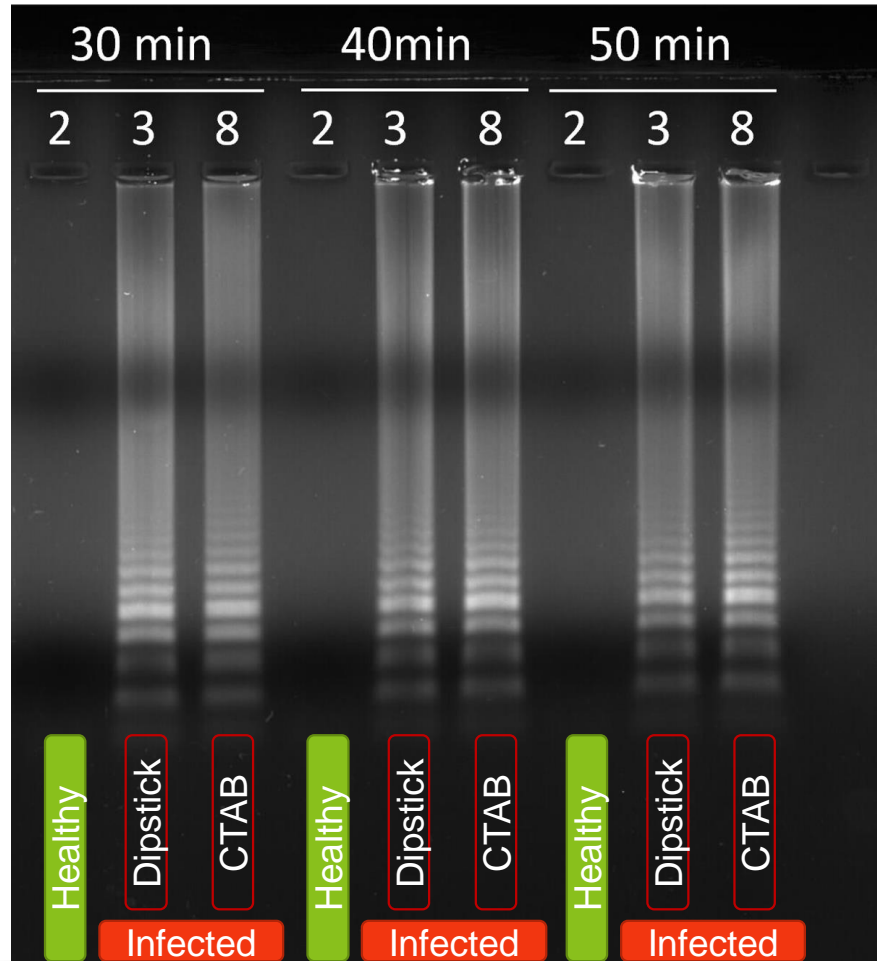 30 min 40min 50 min
2 3 8 2 3 8 2 3 8
Healthy Dipstick CTAB Healthy Dipstick CTAB Healthy Dipstick CTAB
Infected Infected Infected